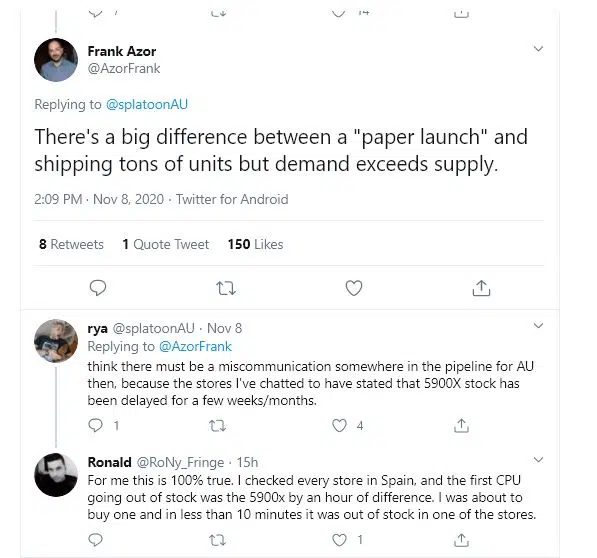 14
Frank Azor
@AzorFrank
Replying to @splatoonAU
There's a big difference between a "paper launch" and
shipping tons of units but demand exceeds supply.
2:09 PM · Nov 8, 2020 · Twitter for Android
8 Retweets 1 Quote Tweet 150 Likes
rya @splatoonAU · Nov 8
Replying to @AzorFrank
think there must be a miscommunication somewhere in the pipeline for AU
then, because the stores I've chatted to have stated that 5900X stock has
been delayed for a few weeks/months.
1 4
Ronald @RoNy_Fringe · 15h
For me this is 100% true. I checked every store in Spain, and the first CPU
going out of stock was the 5900x by an hour of difference. I was about to
buy one and in less than 10 minutes it was out of stock in one of the stores.
1